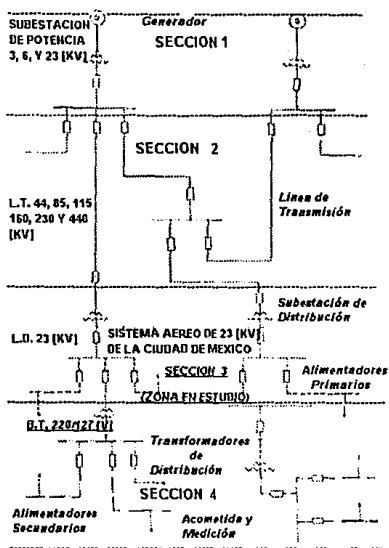 SUBESTACION
DE POTENCIA
3, 6, Y 23 [KV]
Generador
SECCION 1
SECCION 2
L.T. 44, 85, 115
160, 230 Y 440
[KV]
Linea de
Transmisión
Subestación de
Distribución
L.D. 23 [KV]
SISTEMA AEREO DE 23 [KV]
DE LA CIUDAD DE MEXICO
SECCION 3
(ZONA EN ESTUDIO)
Alimentadores
Primarios
B.T. 220/127 [V]
Transformadores
de
Distribución
SECCION 4
Alimentadores
Secundarios
Acometida y
Medición